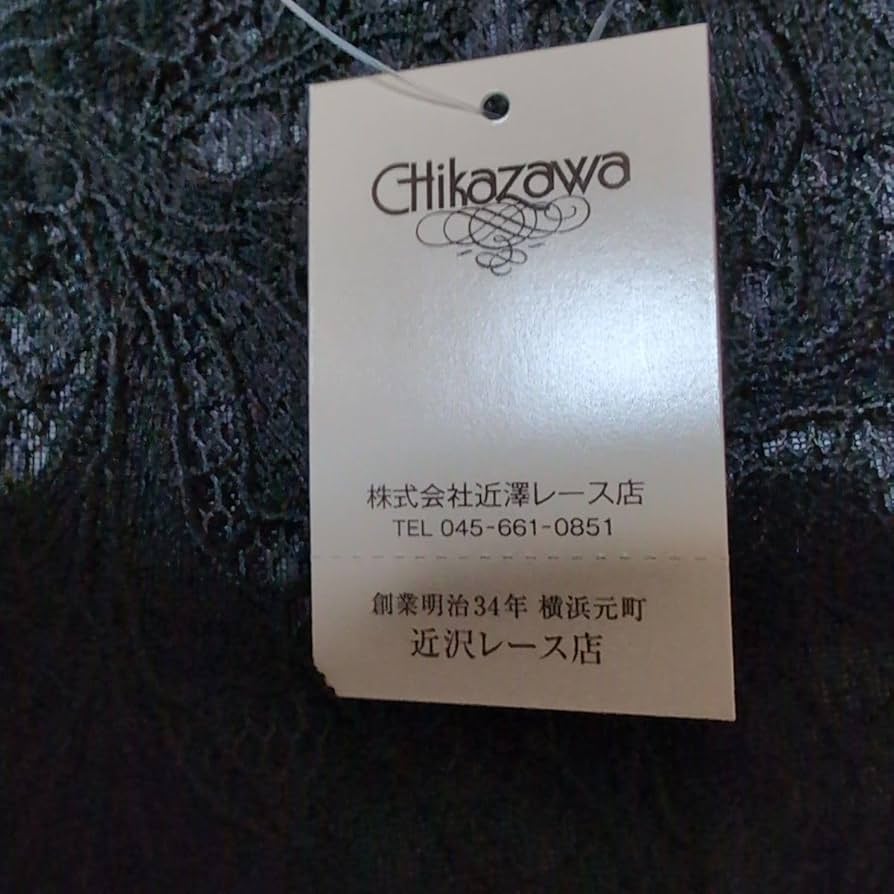 Chikazawa
株式会社近澤レース店
TEL 045-661-0851
創業明治34年 横浜元町
近沢レース店